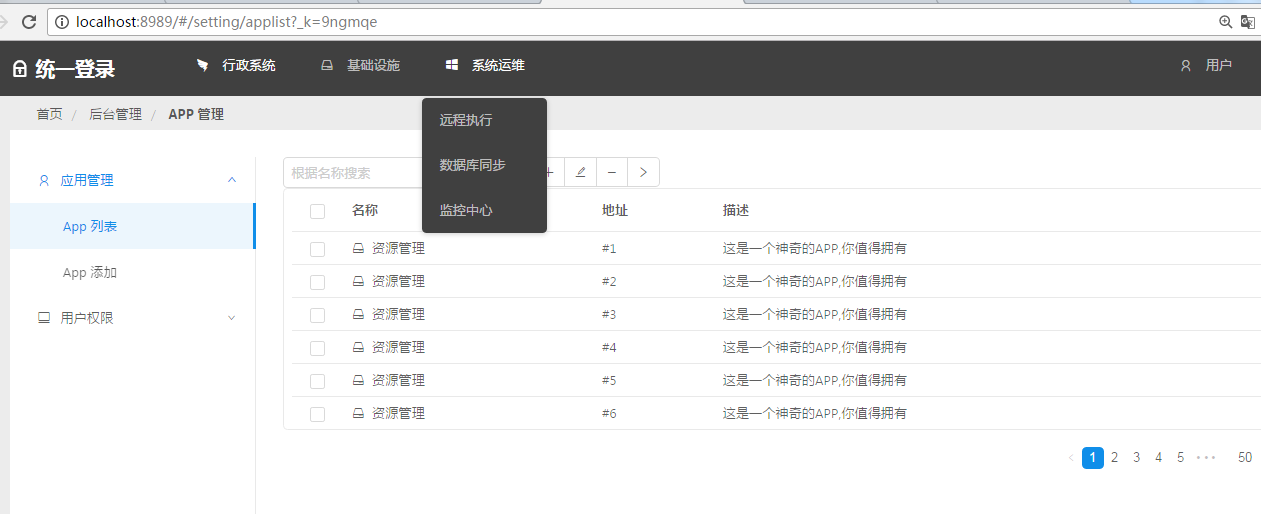 localhost:8989/#/setting/applist?_k=9ngmqe
统一登录 行政系统 基础设施 系统运维 用户
首页 / 后台管理 / APP 管理
远程执行
数据库同步
监控中心
应用管理
App 列表
App 添加
用户权限
根据名称搜索
名称 地址 描述
资源管理 #1 这是一个神奇的APP,你值得拥有
资源管理 #2 这是一个神奇的APP,你值得拥有
资源管理 #3 这是一个神奇的APP,你值得拥有
资源管理 #4 这是一个神奇的APP,你值得拥有
资源管理 #5 这是一个神奇的APP,你值得拥有
资源管理 #6 这是一个神奇的APP,你值得拥有
1 2 3 4 5 ••• 50